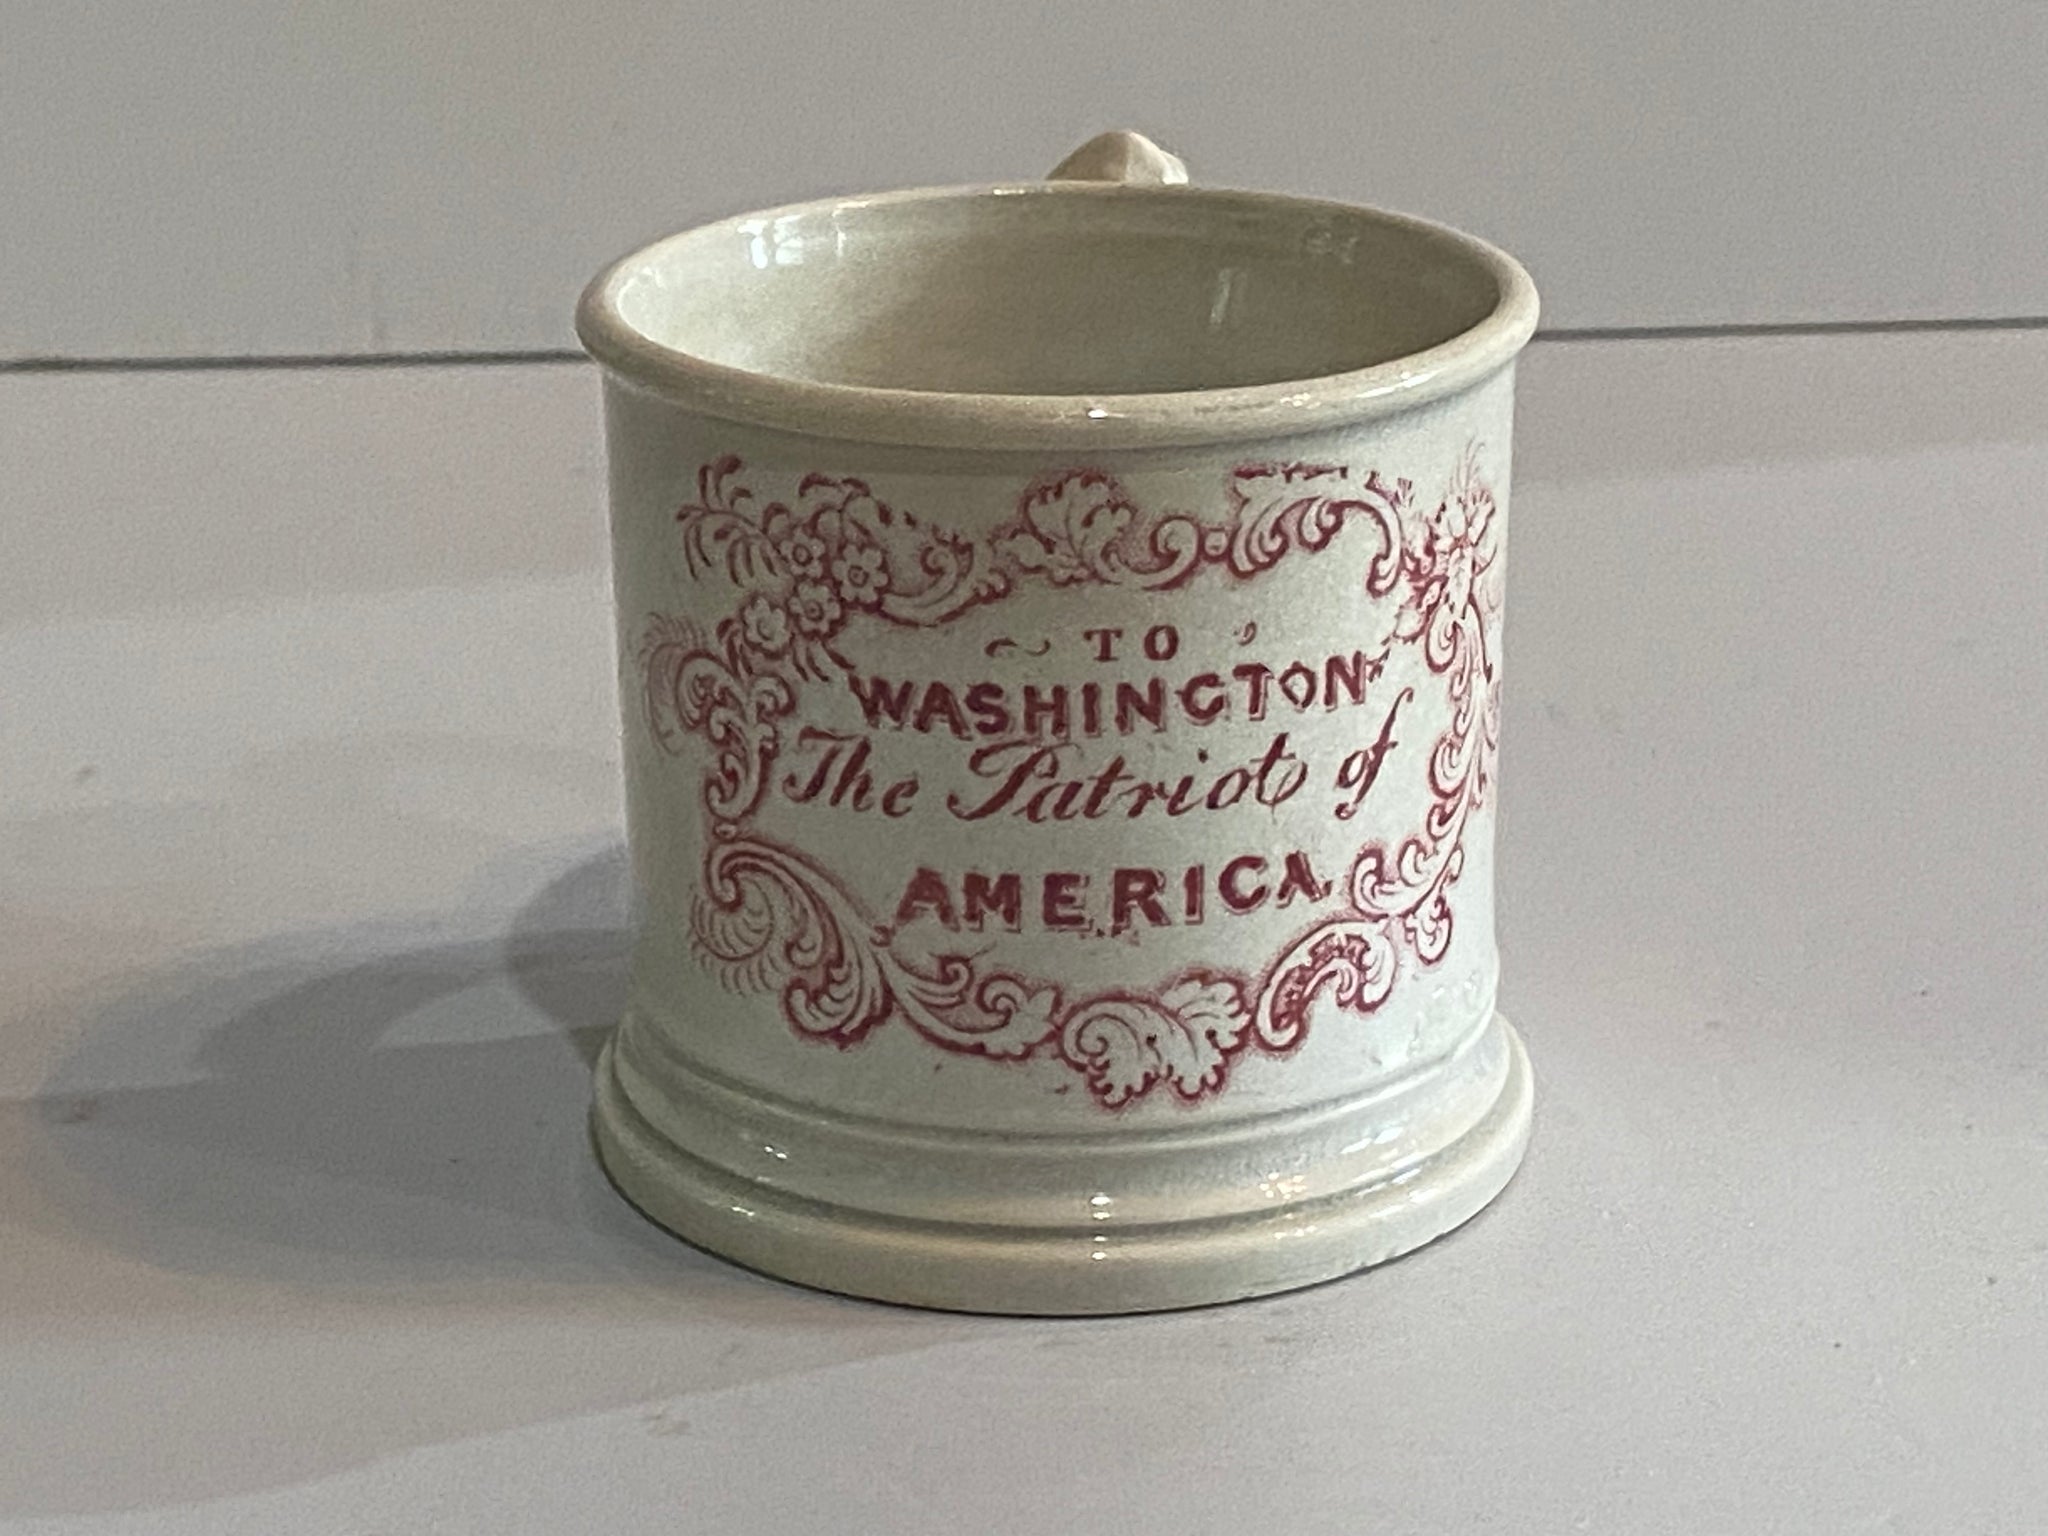 ~ TO ~
WASHINGTON
The Patriot of
AMERICA.